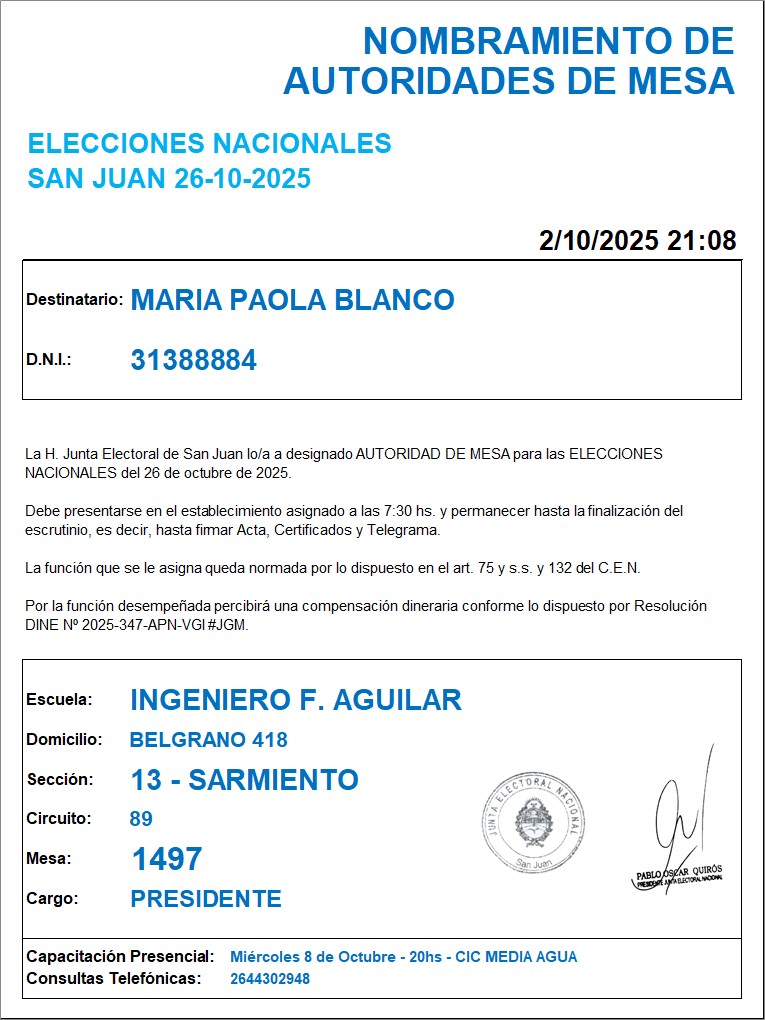 NOMBRAMIENTO DE
AUTORIDADES DE MESA
ELECCIONES NACIONALES
SAN JUAN 26-10-2025
2/10/2025 21:08
Destinatario: MARIA PAOLA BLANCO
D.N.I.: 31388884
La H. Junta Electoral de San Juan lo/a a designado AUTORIDAD DE MESA para las ELECCIONES
NACIONALES del 26 de octubre de 2025.
Debe presentarse en el establecimiento asignado a las 7:30 hs. y permanecer hasta la finalización del
escrutinio, es decir, hasta firmar Acta, Certificados y Telegrama.
La función que se le asigna queda normada por lo dispuesto en el art. 75 y s.s. y 132 del C.E.N.
Por la función desempeñada percibirá una compensación dineraria conforme lo dispuesto por Resolución
DINE Nº 2025-347-APN-VGI#JGM.
Escuela: INGENIERO F. AGUILAR
Domicilio: BELGRANO 418
Sección: 13 - SARMIENTO
Circuito: 89
Mesa: 1497
Cargo: PRESIDENTE
JUNTA ELECTORAL NACIONAL
San Juan
PABLO OSCAR QUIRÓS
PRESIDENTE JUNTA ELECTORAL NACIONAL
Capacitación Presencial: Miércoles 8 de Octubre - 20hs - CIC MEDIA AGUA
Consultas Telefónicas: 2644302948